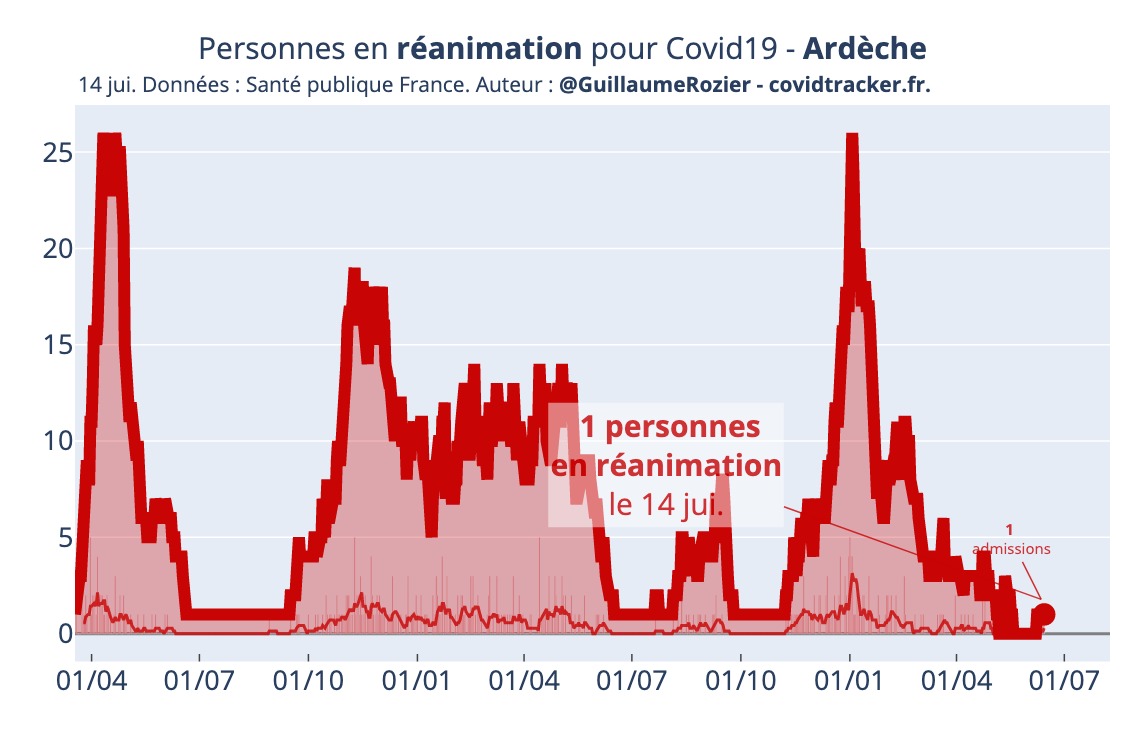 Personnes en réanimation pour Covid19 - Ardèche
14 jui. Données : Santé publique France. Auteur : @GuillaumeRozier - covidtracker.fr.
25
20
15
10
5
0
1 personnes
en réanimation
le 14 jui.
1
admissions
01/04
01/07
01/10
01/01
01/04
01/07
01/10
01/01
01/04
01/07